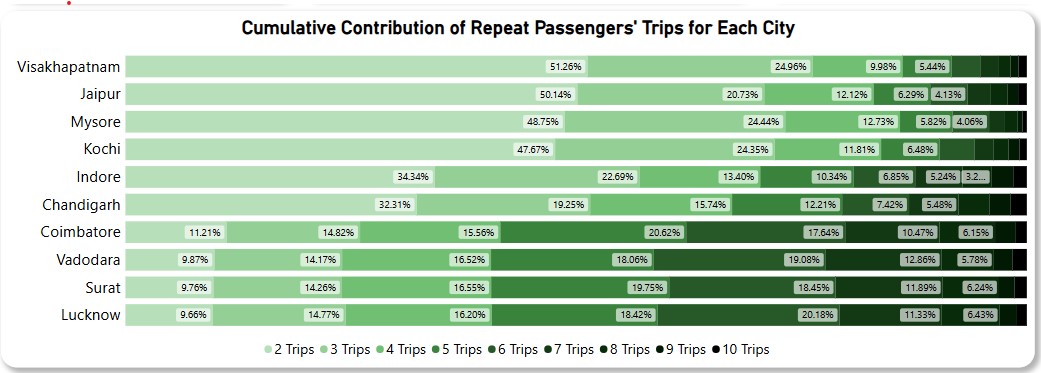 Cumulative Contribution of Repeat Passengers' Trips for Each City
Visakhapatnam 51.26% 24.96% 9.98% 5.44%
Jaipur 50.14% 20.73% 12.12% 6.29% 4.13%
Mysore 48.75% 24.44% 12.73% 5.82% 4.06%
Kochi 47.67% 24.35% 11.81% 6.48%
Indore 34.34% 22.69% 13.40% 10.34% 6.85% 5.24% 3.2...
Chandigarh 32.31% 19.25% 15.74% 12.21% 7.42% 5.48%
Coimbatore 11.21% 14.82% 15.56% 20.62% 17.64% 10.47% 6.15%
Vadodara 9.87% 14.17% 16.52% 18.06% 19.08% 12.86% 5.78%
Surat 9.76% 14.26% 16.55% 19.75% 18.45% 11.89% 6.24%
Lucknow 9.66% 14.77% 16.20% 18.42% 20.18% 11.33% 6.43%
2 Trips 3 Trips 4 Trips 5 Trips 6 Trips 7 Trips 8 Trips 9 Trips 10 Trips